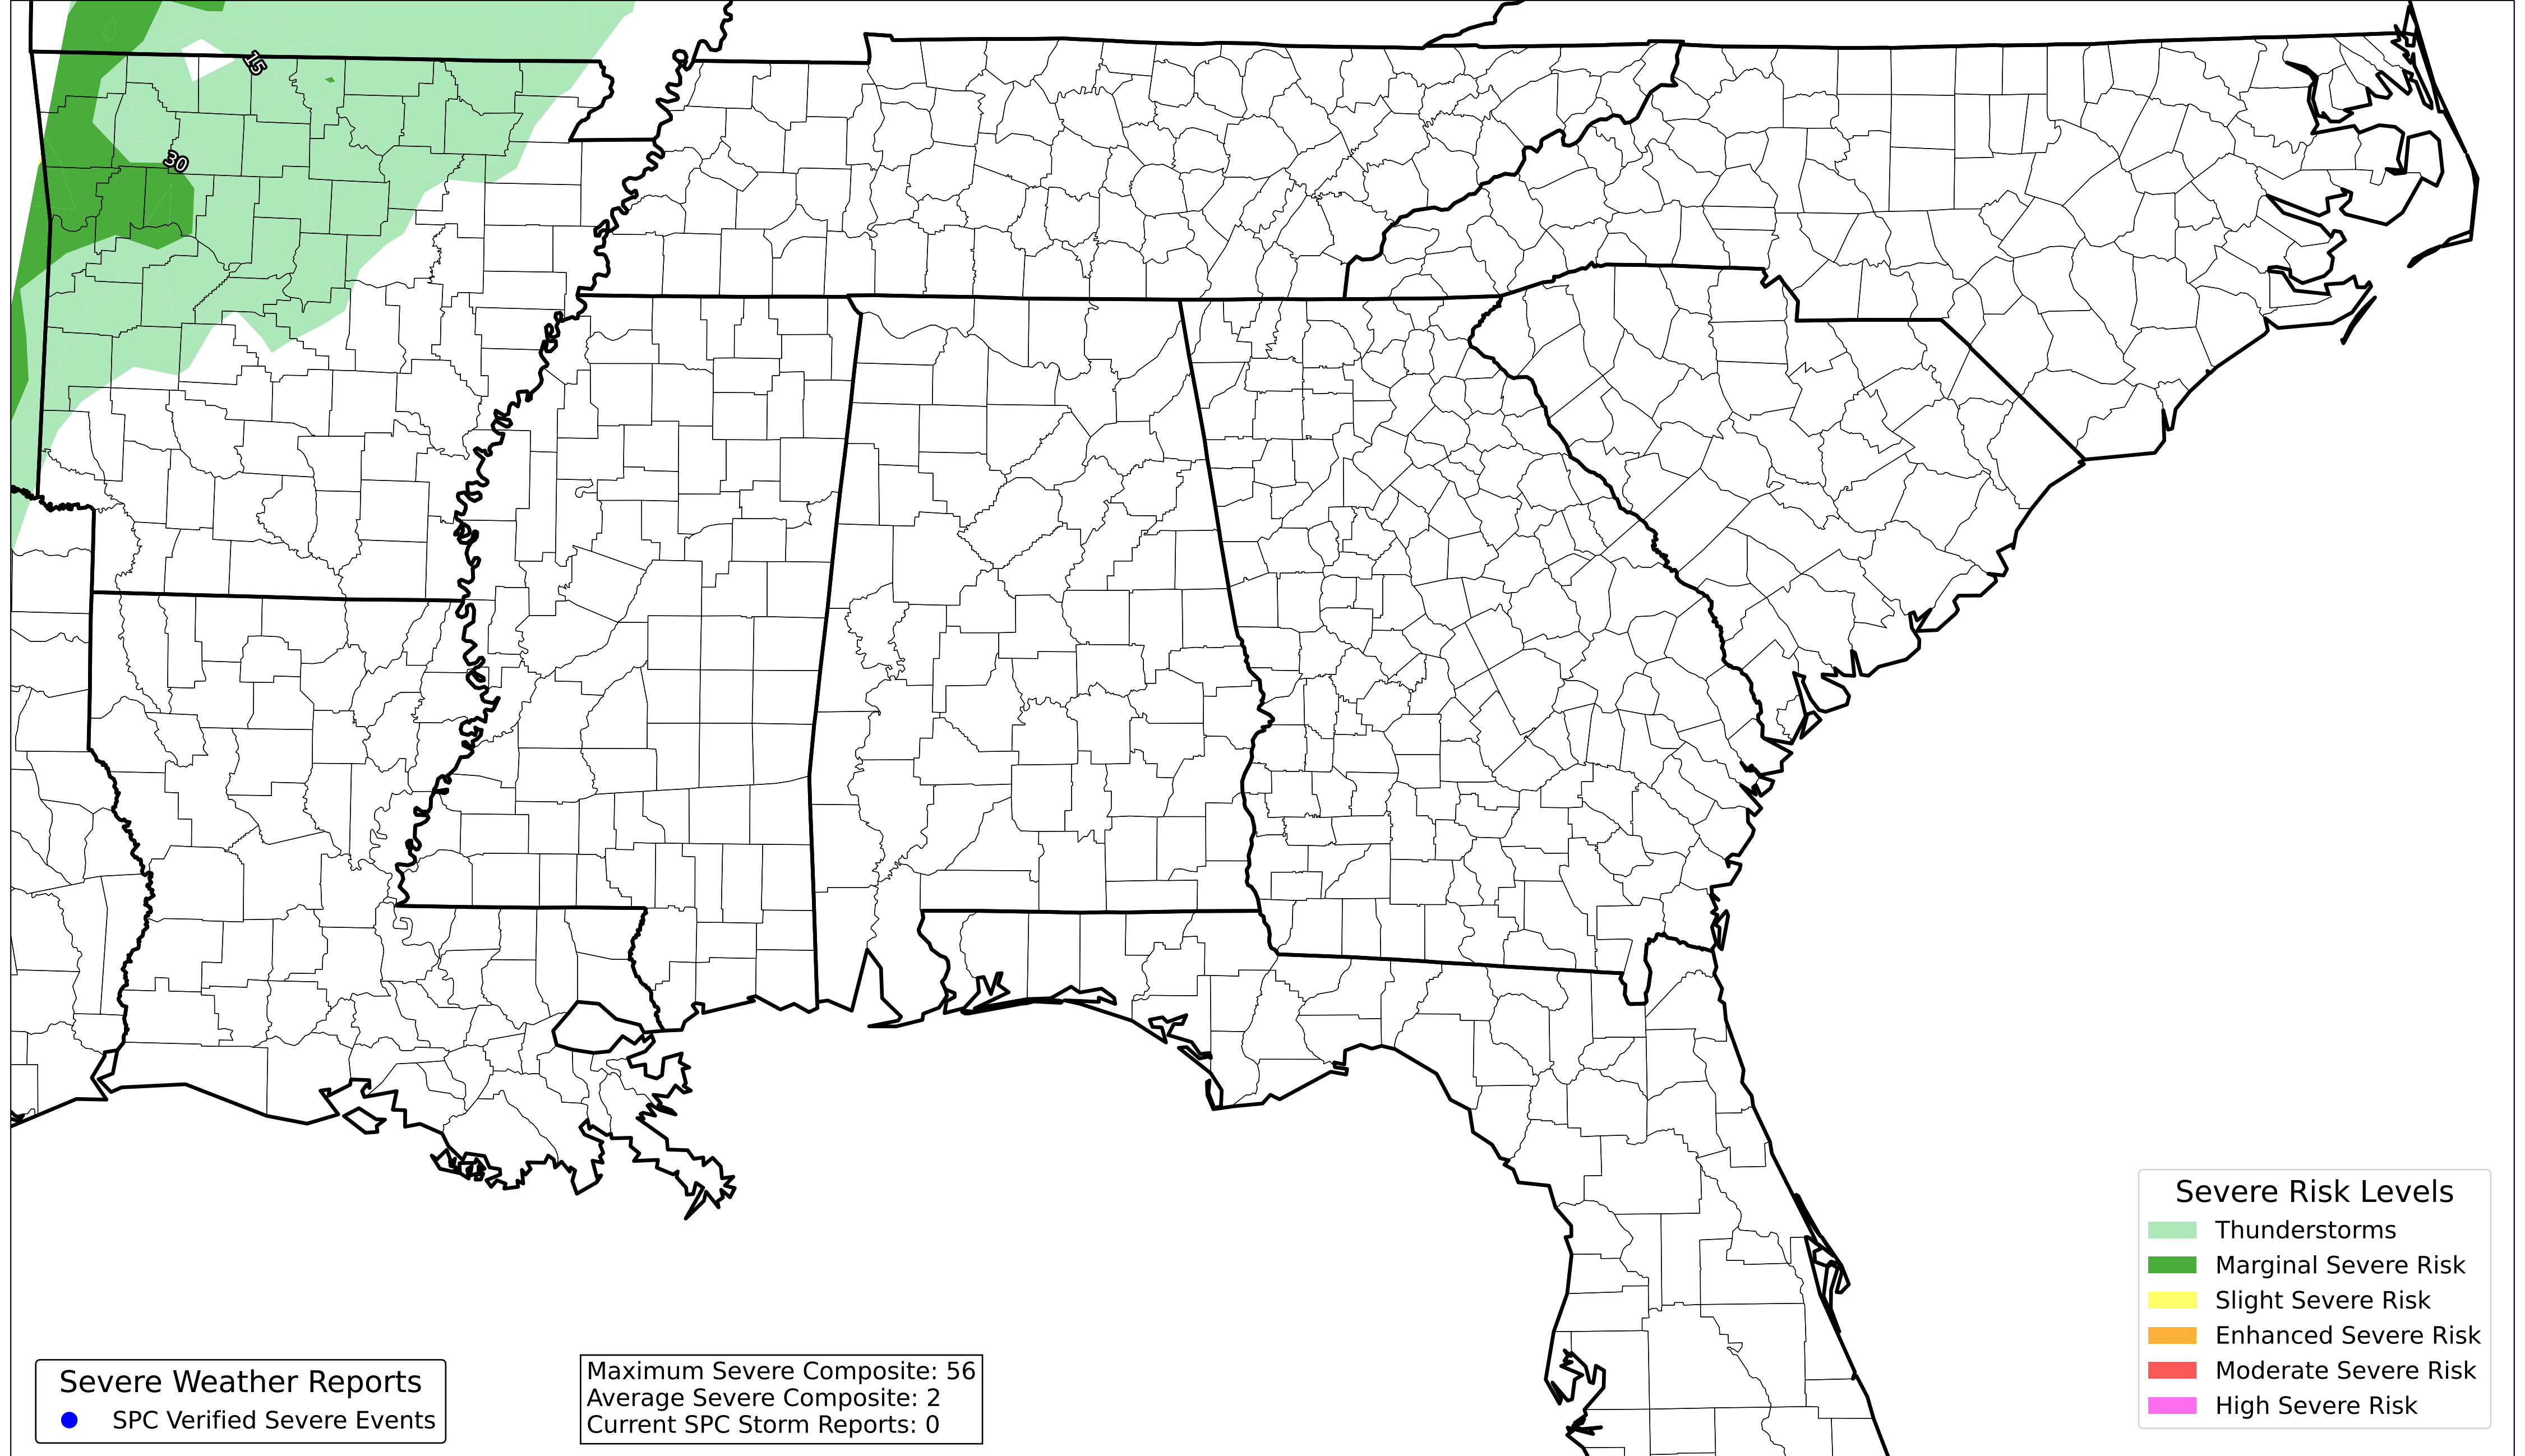 15
30
Severe Risk Levels
Thunderstorms
Marginal Severe Risk
Slight Severe Risk
Enhanced Severe Risk
Moderate Severe Risk
High Severe Risk
Severe Weather Reports
SPC Verified Severe Events
Maximum Severe Composite: 56
Average Severe Composite: 2
Current SPC Storm Reports: 0